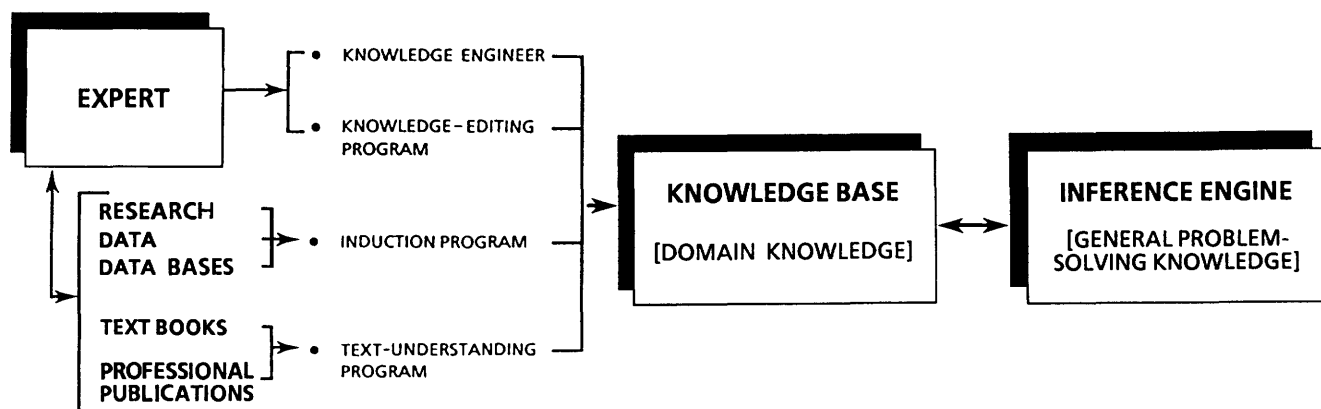 EXPERT
• KNOWLEDGE ENGINEER
• KNOWLEDGE-EDITING
PROGRAM
RESEARCH
DATA
DATA BASES
• INDUCTION PROGRAM
TEXT BOOKS
PROFESSIONAL
PUBLICATIONS
• TEXT-UNDERSTANDING
PROGRAM
KNOWLEDGE BASE
[DOMAIN KNOWLEDGE]
INFERENCE ENGINE
[GENERAL PROBLEM-
SOLVING KNOWLEDGE]